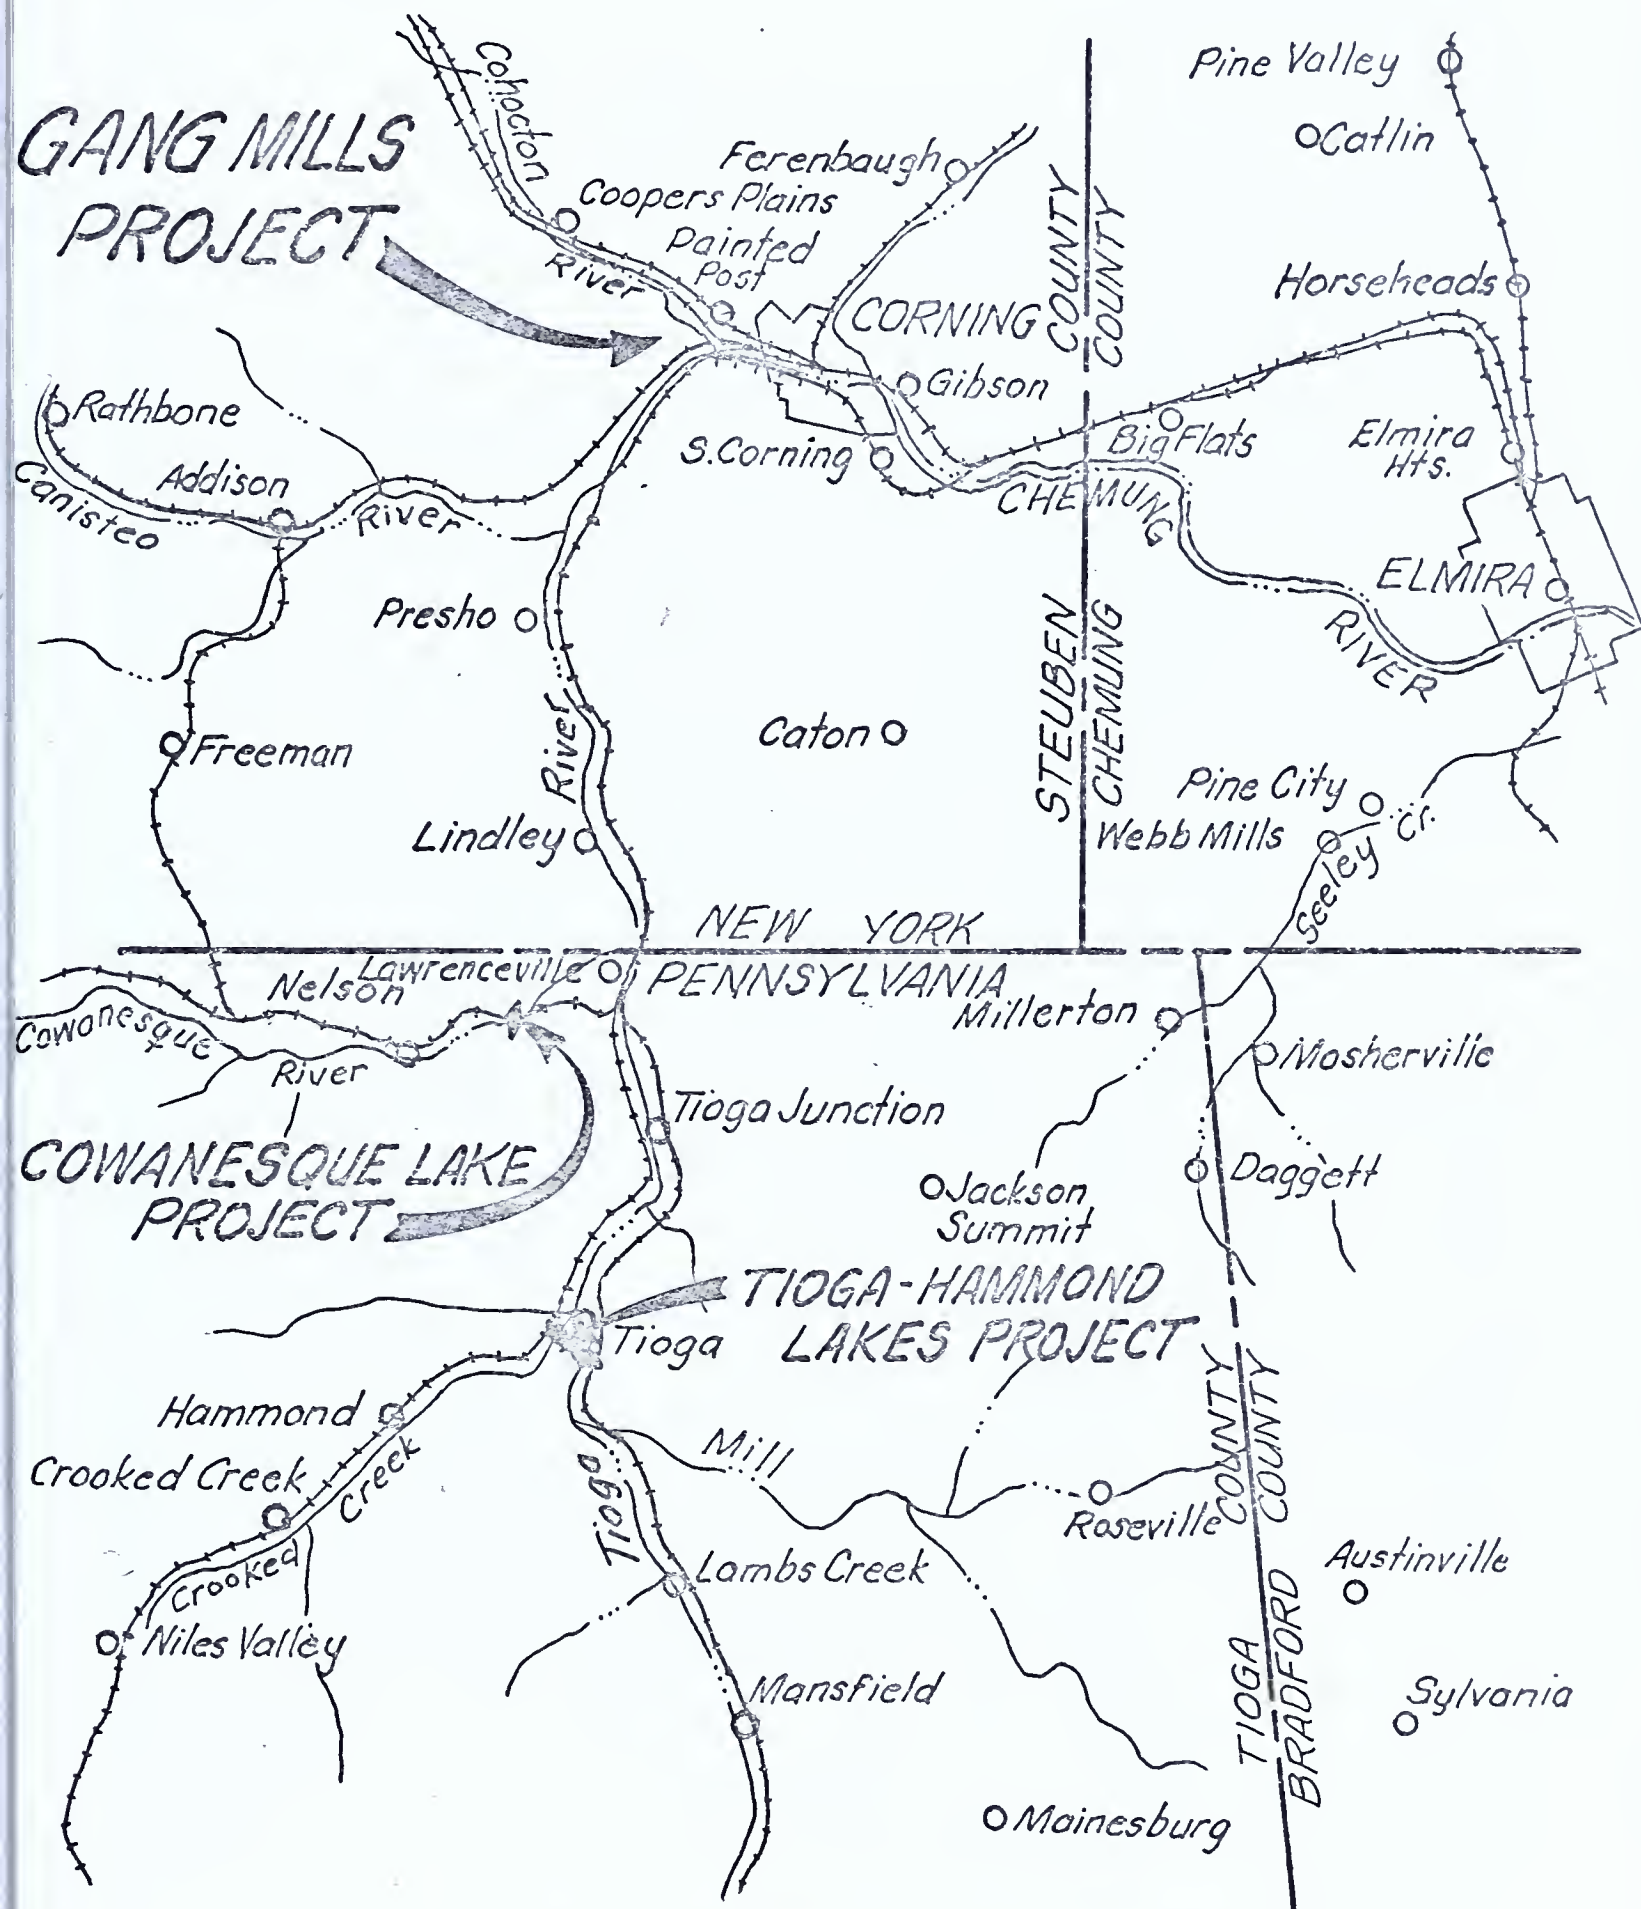 Pine Valley
Catlin
Cohocton
River
GANG MILLS
PROJECT
Ferenbaugh
Coopers Plains
Painted
Post
CORNING
COUNTY
COUNTY
Horseheads
Gibson
Rathbone
Big Flats
Elmira
Hts.
S. Corning
Addison
Canisteo
River
CHEMUNG
RIVER
ELMIRA
Presho
STEUBEN
CHEMUNG
River
Caton
Freeman
Pine City
Webb Mills
Seeley Cr.
Lindley
NEW YORK
PENNSYLVANIA
Lawrenceville
Nelson
Millerton
Cowanesque
River
Mosherville
Tioga Junction
COWANESQUE LAKE
PROJECT
Jackson
Summit
Daggett
TIOGA-HAMMOND
LAKES PROJECT
Tioga
COUNTY
COUNTY
Hammond
Crooked Creek
Creek
Crooked
Mill
Tioga
Roseville
Austinville
Lambs Creek
Niles Valley
TIOGA
BRADFORD
Mansfield
Sylvania
Mainesburg